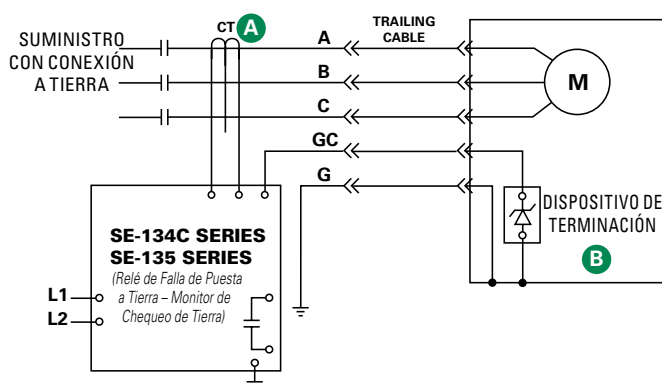 SUMINISTRO
CON CONEXIÓN
A TIERRA
CT
A
A
TRAILING
CABLE
B
C
GC
G
M
SE-134C SERIES
SE-135 SERIES
(Relé de Falla de Puesta
a Tierra – Monitor de
Chequeo de Tierra)
L1
L2
DISPOSITIVO DE
TERMINACIÓN
B